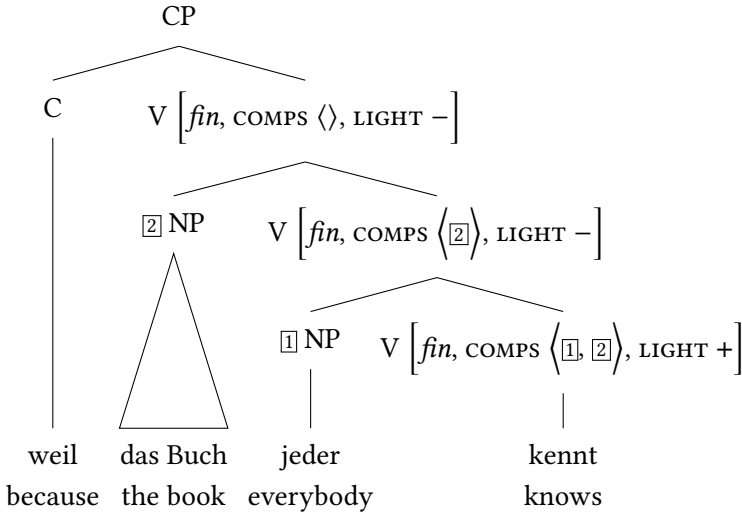 CP
C V [fin, COMPS ⟨⟩, LIGHT −]
[2] NP V [fin, COMPS ⟨[2]⟩, LIGHT −]
[1] NP V [fin, COMPS ⟨[1], [2]⟩, LIGHT +]
weil das Buch jeder kennt
because the book everybody knows